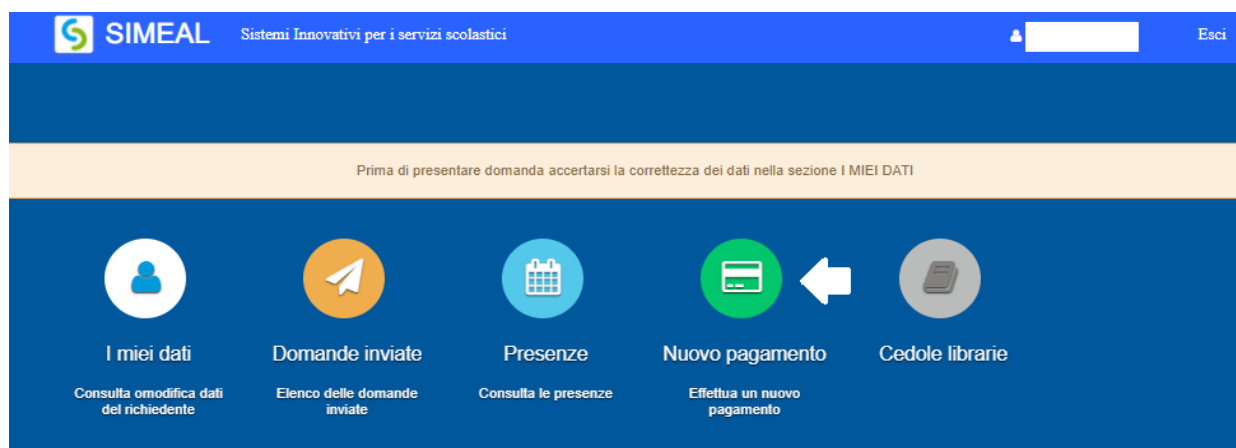 SIMEAL
Sistemi Innovativi per i servizi scolastici
Esci
Prima di presentare domanda accertarsi la correttezza dei dati nella sezione I MIEI DATI
I miei dati
Consulta omodifica dati
del richiedente
Domande inviate
Elenco delle domande
inviate
Presenze
Consulta le presenze
Nuovo pagamento
Effettua un nuovo
pagamento
Cedole librarie